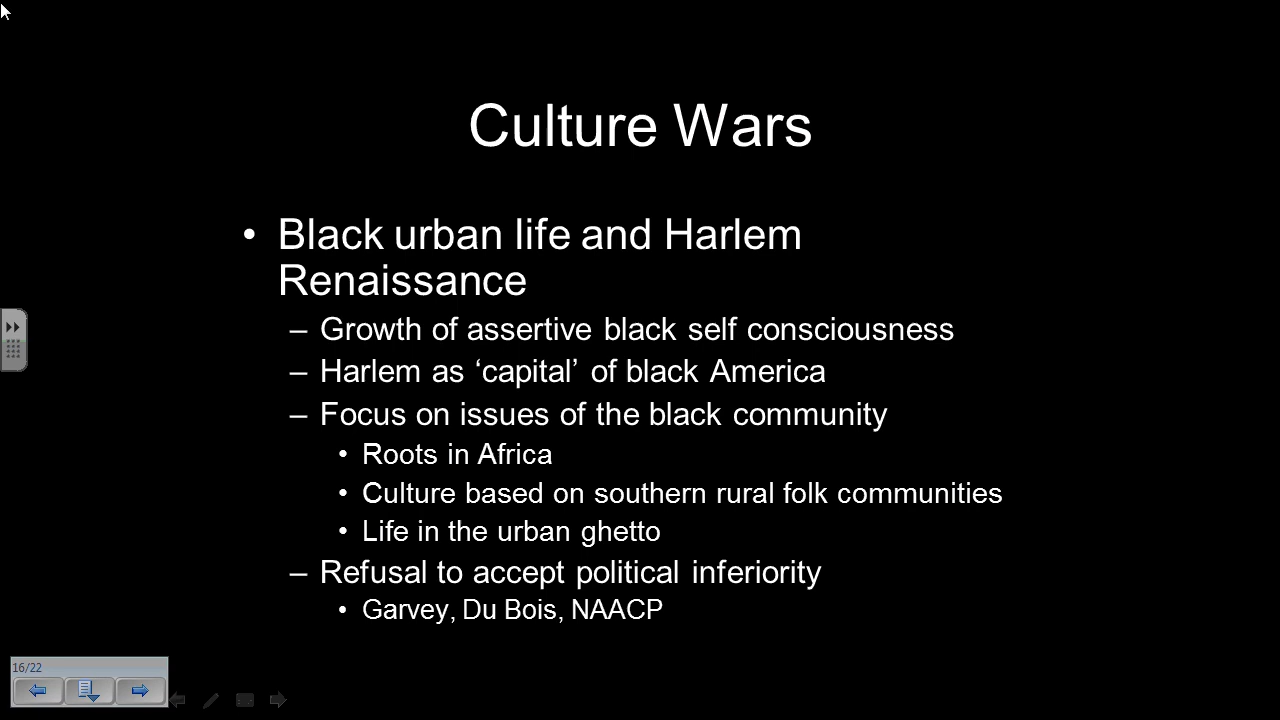 Culture Wars
• Black urban life and Harlem
Renaissance
– Growth of assertive black self consciousness
– Harlem as ‘capital’ of black America
– Focus on issues of the black community
• Roots in Africa
• Culture based on southern rural folk communities
• Life in the urban ghetto
– Refusal to accept political inferiority
• Garvey, Du Bois, NAACP
16/22